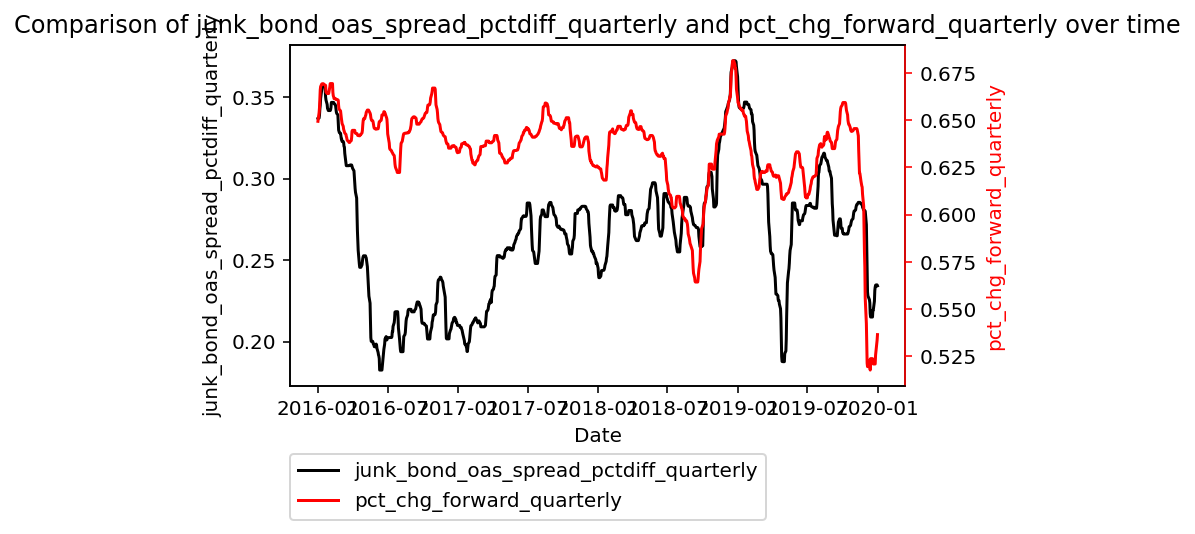 Comparison of junk_bond_oas_spread_pctdiff_quarterly and pct_chg_forward_quarterly over time
junk_bond_oas_spread_pctdiff_quarterly
0.35
0.30
0.25
0.20
0.675
0.650
0.625
0.600
0.575
0.550
0.525
pct_chg_forward_quarterly
2016-01 2016-07 2017-01 2017-07 2018-01 2018-07 2019-01 2019-07 2020-01
Date
junk_bond_oas_spread_pctdiff_quarterly
pct_chg_forward_quarterly